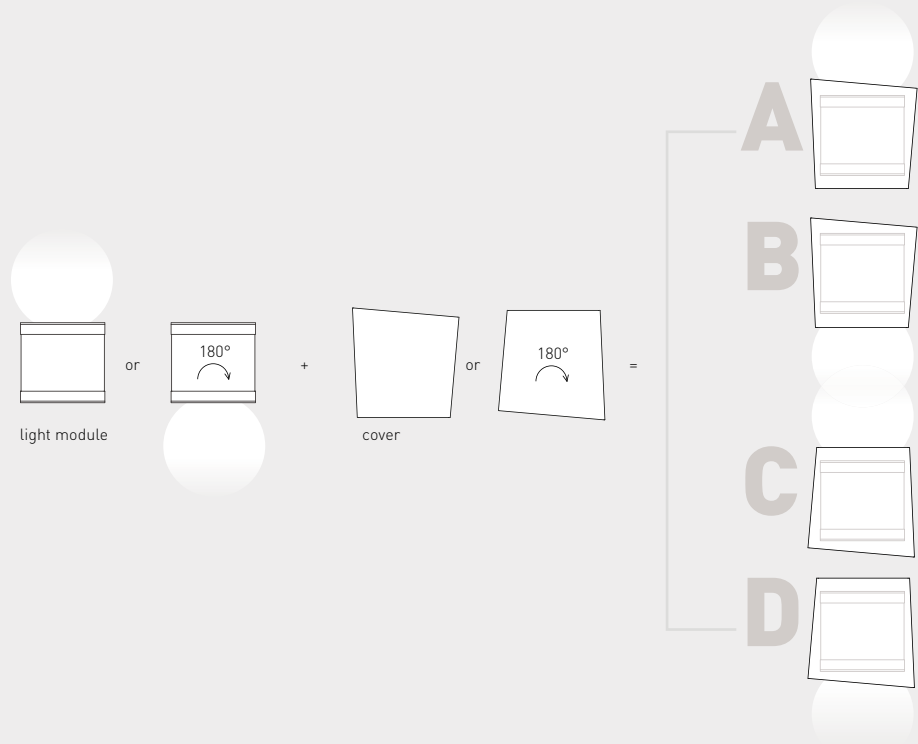 light module
or
180°
+
cover
or
180°
=
A
B
C
D